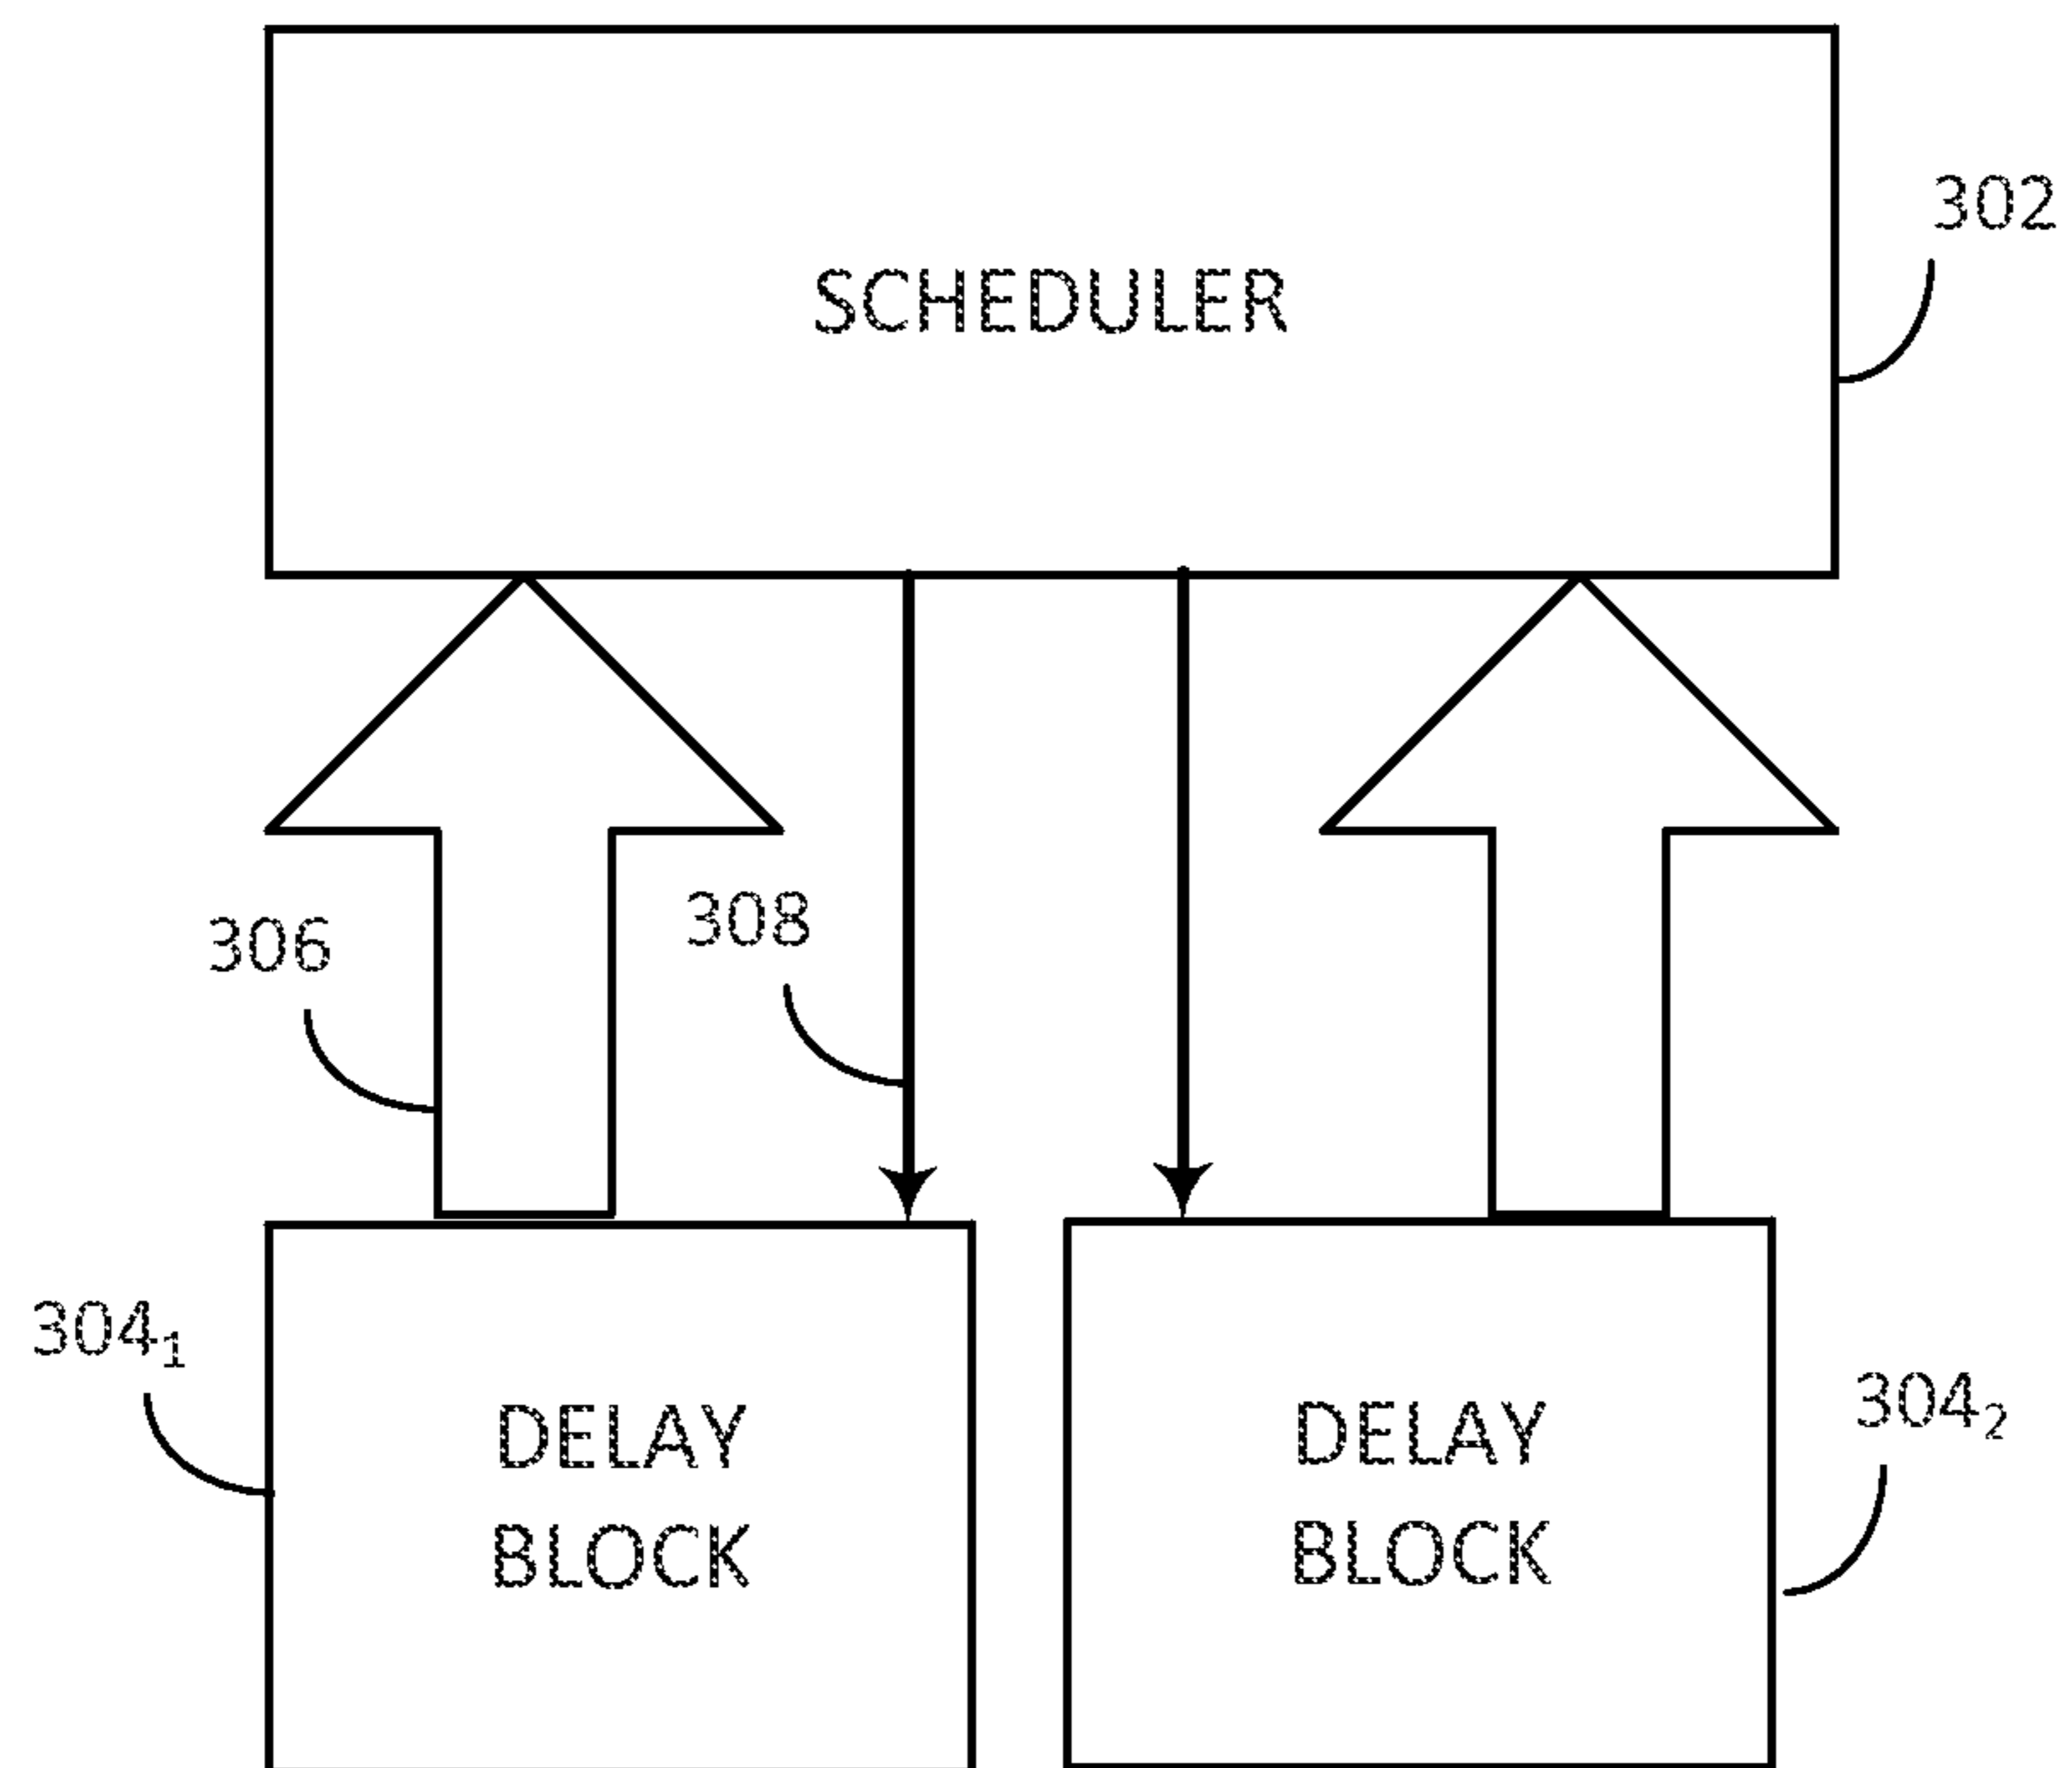 302
SCHEDULER
306
308
304₁
DELAY
BLOCK
DELAY
BLOCK
304₂